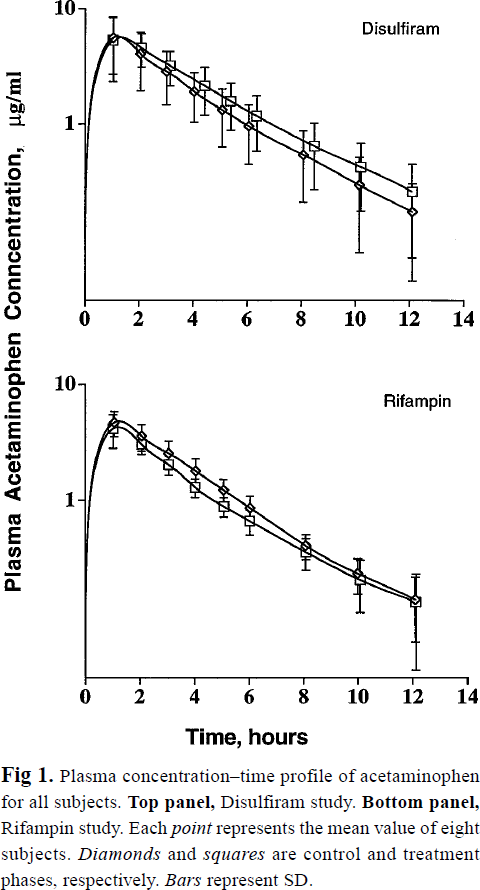 10
Disulfiram
1
0 2 4 6 8 10 12 14
Plasma Acetaminophen Conncentration, µg/ml
10
Rifampin
1
0 2 4 6 8 10 12 14
Time, hours
Fig 1. Plasma concentration–time profile of acetaminophen
for all subjects. Top panel, Disulfiram study. Bottom panel,
Rifampin study. Each point represents the mean value of eight
subjects. Diamonds and squares are control and treatment
phases, respectively. Bars represent SD.